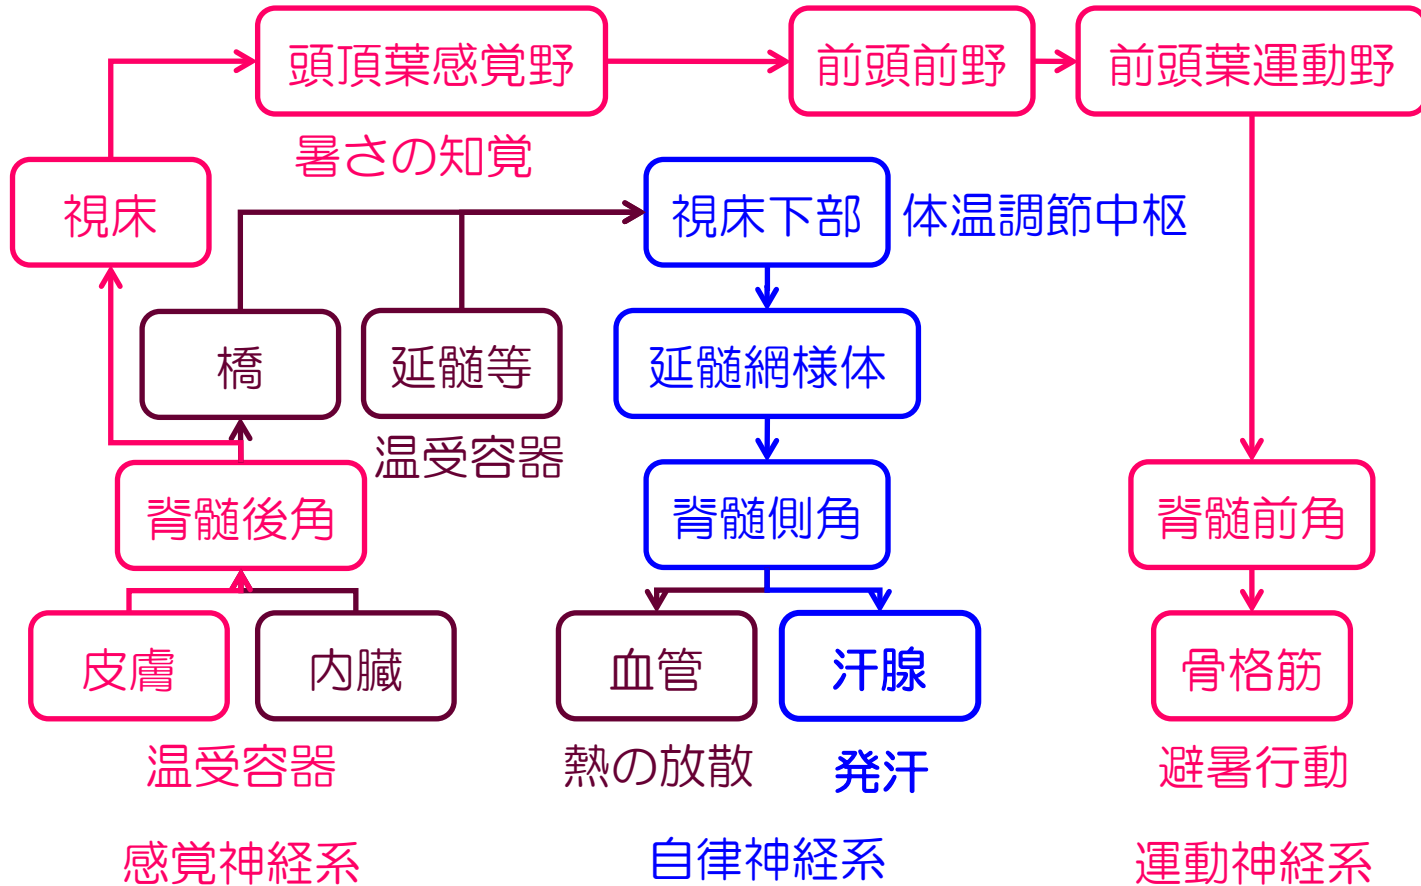 頭頂葉感覚野
前頭前野
前頭葉運動野
暑さの知覚
視床
視床下部
体温調節中枢
橋
延髄等
延髄網様体
温受容器
脊髄後角
脊髄側角
脊髄前角
皮膚
内臓
血管
汗腺
骨格筋
温受容器
熱の放散
発汗
避暑行動
感覚神経系
自律神経系
運動神経系